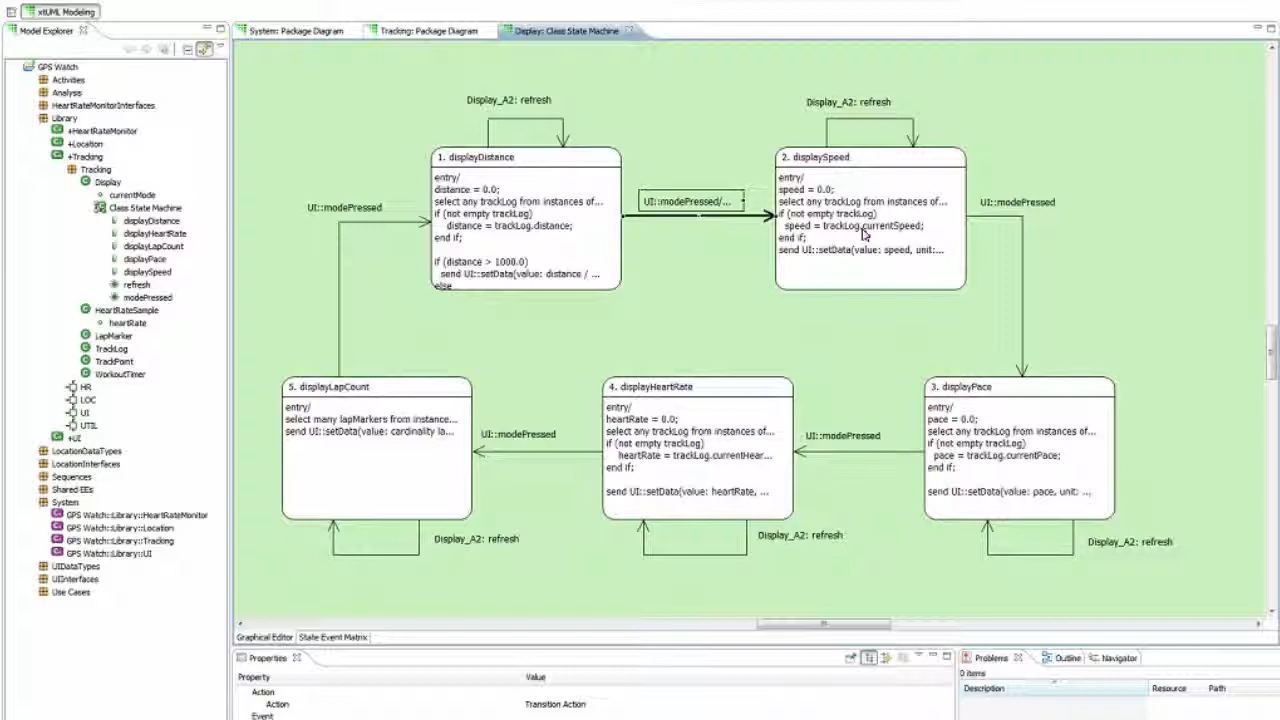 xtUML Modeling
Model Explorer
GPS Watch
Activities
Analysis
HeartRateMonitorInterfaces
Library
+HeartRateMonitor
+Location
+Tracking
Tracking
Display
currentMode
Class State Machine
displayDistance
displayHeartRate
displayLapCount
displayPace
displaySpeed
refresh
modePressed
HeartRateSample
heartRate
LapMarker
TrackLog
TrackPoint
WorkoutTimer
HR
LOC
UI
UTIL
+UI
LocationDataTypes
LocationInterfaces
Sequences
Shared EEs
System
GPS Watch::Library::HeartRateMonitor
GPS Watch::Library::Location
GPS Watch::Library::Tracking
GPS Watch::Library::UI
UIDataTypes
UIInterfaces
Use Cases
System: Package Diagram
Tracking: Package Diagram
Display: Class State Machine
Display_A2: refresh
1. displayDistance
entry/
distance = 0.0;
select any trackLog from instances of...
if (not empty trackLog)
distance = trackLog.distance;
end if;
if (distance > 1000.0)
send UI::setData(value: distance / ...
else
UI::modePressed/...
Display_A2: refresh
2. displaySpeed
entry/
speed = 0.0;
select any trackLog from instances of...
if (not empty trackLog)
speed = trackLog.currentSpeed;
end if;
send UI::setData(value: speed, unit:...
UI::modePressed
UI::modePressed
5. displayLapCount
entry/
select many lapMarkers from instance...
send UI::setData(value: cardinality la...
Display_A2: refresh
UI::modePressed
4. displayHeartRate
entry/
heartRate = 0.0;
select any trackLog from instances of...
if (not empty trackLog)
heartRate = trackLog.currentHear...
end if;
send UI::setData(value: heartRate, ...
Display_A2: refresh
UI::modePressed
3. displayPace
entry/
pace = 0.0;
select any trackLog from instances of...
if (not empty trackLog)
pace = trackLog.currentPace;
end if;
send UI::setData(value: pace, unit: ...
Display_A2: refresh
Graphical Editor
State Event Matrix
Properties
Property
Value
Action
Action
Transition Action
Event
Problems
Outline
Navigator
0 items
Description
Resource
Path